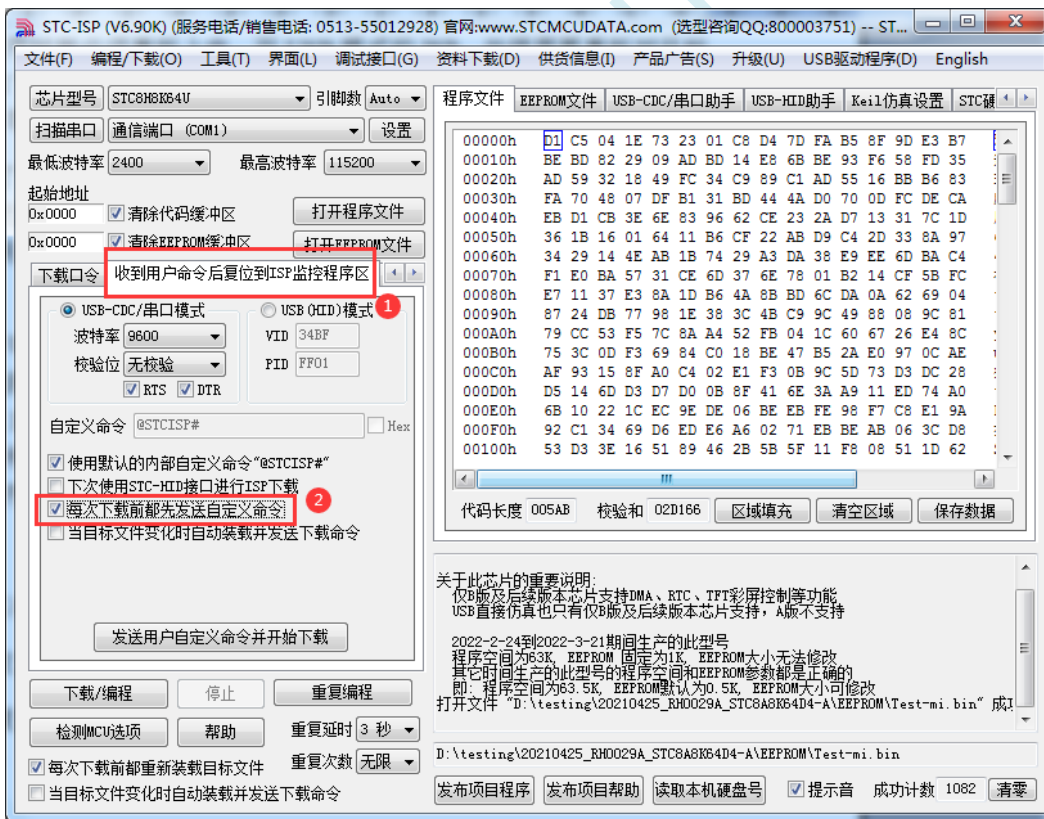 STC-ISP (V6.90K) (服务电话/销售电话: 0513-55012928) 官网:www.STCMCUDATA.com (选型咨询QQ:800003751) -- ST...
文件(F) 编程/下载(O) 工具(T) 界面(L) 调试接口(G) 资料下载(D) 供货信息(I) 产品广告(S) 升级(U) USB驱动程序(D) English
芯片型号 STC8H8K64U 引脚数 Auto
扫描串口 通信端口 (COM1) 设置
最低波特率 2400 最高波特率 115200
起始地址
0x0000 清除代码缓冲区 打开程序文件
0x0000 清除EEPROM缓冲区 打开EEPROM文件
下载口令 收到用户命令后复位到ISP监控程序区
1
USB-CDC/串口模式 USB(HID)模式
波特率 9600 VID 34BF
校验位 无校验 PID FF01
RTS DTR
自定义命令 @STCISP# Hex
使用默认的内部自定义命令"@STCISP#"
下次使用STC-HID接口进行ISP下载
每次下载前都先发送自定义命令
2
当目标文件变化时自动装载并发送下载命令
发送用户自定义命令并开始下载
下载/编程 停止 重复编程
检测MCU选项 帮助 重复延时 3 秒
每次下载前都重新装载目标文件 重复次数 无限
当目标文件变化时自动装载并发送下载命令
程序文件 EEPROM文件 USB-CDC/串口助手 USB-HID助手 Keil仿真设置 STC硬
00000h D1 C5 04 1E 73 23 01 C8 D4 7D FA B5 8F 9D E3 B7
00010h BE BD 82 29 09 AD BD 14 E8 6B BE 93 F6 58 FD 35
00020h AD 59 32 18 49 FC 34 C9 89 C1 AD 55 16 BB B6 83
00030h FA 70 48 07 DF B1 31 BD 44 4A D0 70 0D FC DE CA
00040h EB D1 CB 3E 6E 83 96 62 CE 23 2A D7 13 31 7C 1D
00050h 36 1B 16 01 64 11 B6 CF 22 AB D9 C4 2D 33 8A 97
00060h 34 29 14 4E AB 1B 74 29 A3 DA 38 E9 EE 6D BA C4
00070h F1 E0 BA 57 31 CE 6D 37 6E 78 01 B2 14 CF 5B FC
00080h E7 11 37 E3 8A 1D B6 4A 8B BD 6C DA 0A 62 69 04
00090h 87 24 DB 77 98 1E 38 3C 4B C9 9C 49 88 08 9C 81
000A0h 79 CC 53 F5 7C 8A A4 52 FB 04 1C 60 67 26 E4 8C
000B0h 75 3C 0D F3 69 84 C0 18 BE 47 B5 2A E0 97 0C AE
000C0h AF 93 15 8F A0 C4 02 E1 F3 0B 9C 5D 73 D3 DC 28
000D0h D5 14 6D D3 D7 D0 0B 8F 41 6E 3A A9 11 ED 74 A0
000E0h 6B 10 22 1C EC 9E DE 06 BE EB FE 98 F7 C8 E1 9A
000F0h 92 C1 34 69 D6 ED E6 A6 02 71 EB BE AB 06 3C D8
00100h 53 D3 3E 16 51 89 46 2B 5B 5F 11 F8 08 51 1D 62
代码长度 005AB 校验和 02D166 区域填充 清空区域 保存数据
关于此芯片的重要说明:
仅B版及后续版本芯片支持DMA、RTC、TFT彩屏控制等功能
USB直接仿真也只有仅B版及后续版本芯片支持，A版不支持
2022-2-24到2022-3-21期间生产的此型号
程序空间为63K, EEPROM 固定为1K, EEPROM大小无法修改
其它时间生产的此型号的程序空间和EEPROM参数都是正确的
即: 程序空间为63.5K, EEPROM默认为0.5K, EEPROM大小可修改
打开文件 "D:\testing\20210425_RH0029A_STC8A8K64D4-A\EEPROM\Test-mi.bin" 成
D:\testing\20210425_RH0029A_STC8A8K64D4-A\EEPROM\Test-mi.bin
发布项目程序 发布项目帮助 读取本机硬盘号 提示音 成功计数 1082 清零